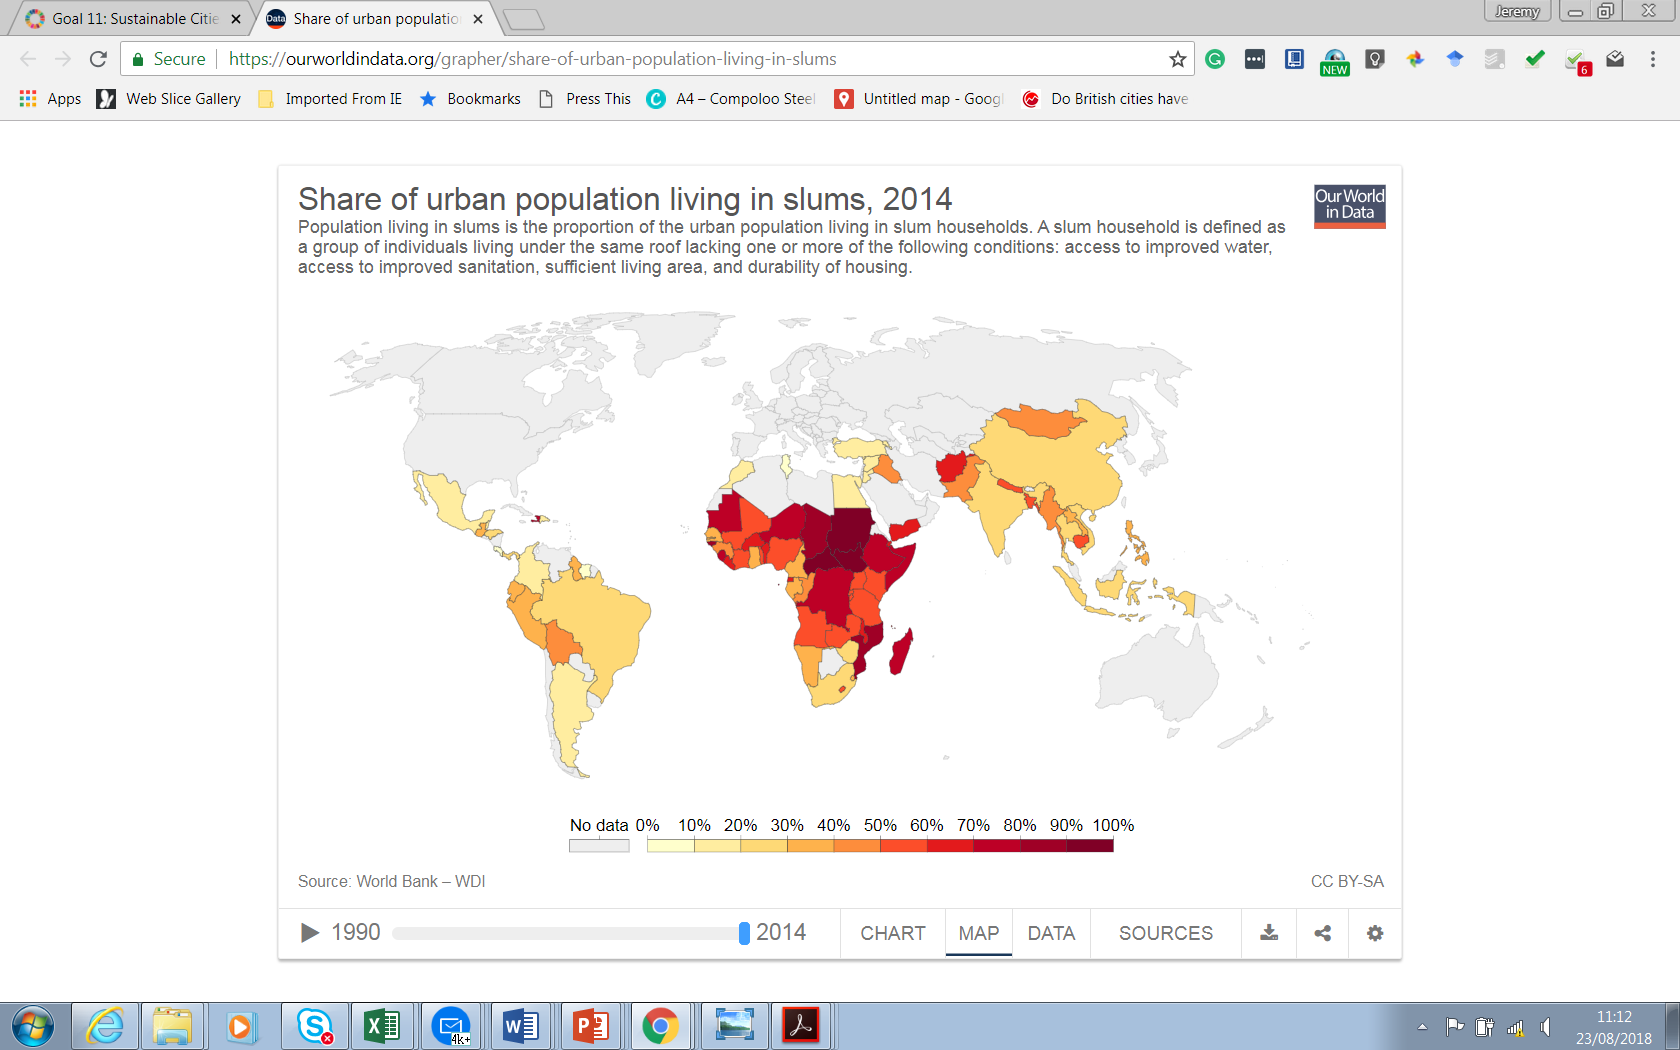 Goal 11: Sustainable Citie
Data
Share of urban populatio
Jeremy
Secure
https://ourworldindata.org/grapher/share-of-urban-population-living-in-slums
NEW
6
Apps
Web Slice Gallery
Imported From IE
Bookmarks
Press This
C
A4 – Compoloo Steel
Untitled map - Goog
Do British cities have
Share of urban population living in slums, 2014
Our World
in Data
Population living in slums is the proportion of the urban population living in slum households. A slum household is defined as
a group of individuals living under the same roof lacking one or more of the following conditions: access to improved water,
access to improved sanitation, sufficient living area, and durability of housing.
No data 0% 10% 20% 30% 40% 50% 60% 70% 80% 90% 100%
Source: World Bank – WDI
CC BY-SA
1990
2014
CHART
MAP
DATA
SOURCES
4k+
11:12
23/08/2018